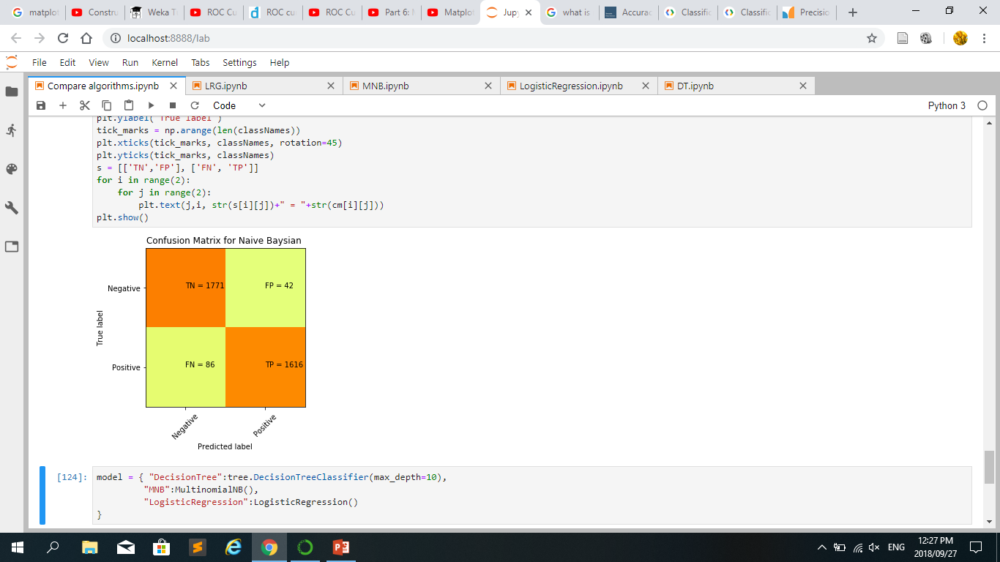 matplot
Constru
Weka T
ROC Cu
ROC cu
ROC Cu
Part 6:
Matplot
Jupy
what is
Accurac
Classific
Classific
Precisio
localhost:8888/lab
File Edit View Run Kernel Tabs Settings Help
Compare algorithms.ipynb
LRG.ipynb
MNB.ipynb
LogisticRegression.ipynb
DT.ipynb
Code
Python 3
plt.ylabel('True label')
tick_marks = np.arange(len(classNames))
plt.xticks(tick_marks, classNames, rotation=45)
plt.yticks(tick_marks, classNames)
s = [['TN','FP'], ['FN', 'TP']]
for i in range(2):
    for j in range(2):
        plt.text(j,i, str(s[i][j])+" = "+str(cm[i][j]))
plt.show()
Confusion Matrix for Naive Baysian
Negative
TN = 1771
FP = 42
True label
Positive
FN = 86
TP = 1616
Negative
Positive
Predicted label
[124]:
model = { "DecisionTree":tree.DecisionTreeClassifier(max_depth=10),
         "MNB":MultinomialNB(),
         "LogisticRegression":LogisticRegression()
}
ENG
12:27 PM
2018/09/27